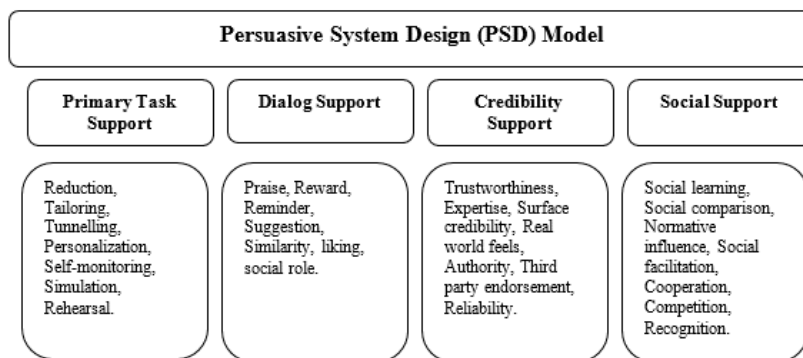 Persuasive System Design (PSD) Model
Primary Task
Support
Dialog Support
Credibility
Support
Social Support
Reduction,
Tailoring,
Tunnelling,
Personalization,
Self-monitoring,
Simulation,
Rehearsal.
Praise, Reward,
Reminder,
Suggestion,
Similarity, liking,
social role.
Trustworthiness,
Expertise, Surface
credibility, Real
world feels,
Authority, Third
party endorsement,
Reliability.
Social learning,
Social comparison,
Normative
influence, Social
facilitation,
Cooperation,
Competition,
Recognition.